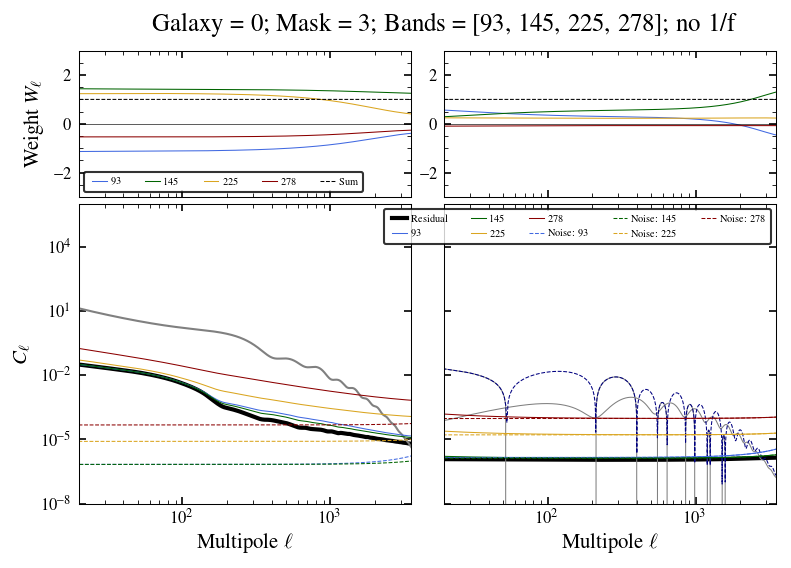 Galaxy = 0; Mask = 3; Bands = [93, 145, 225, 278]; no 1/f
Weight W_ℓ
2
0
−2
93 145 225 278 Sum
2
0
−2
Residual 145 278 Noise: 145 Noise: 278
93 225 Noise: 93 Noise: 225
C_ℓ
10^4
10^1
10^−2
10^−5
10^−8
10^2 10^3
Multipole ℓ
10^2 10^3
Multipole ℓ